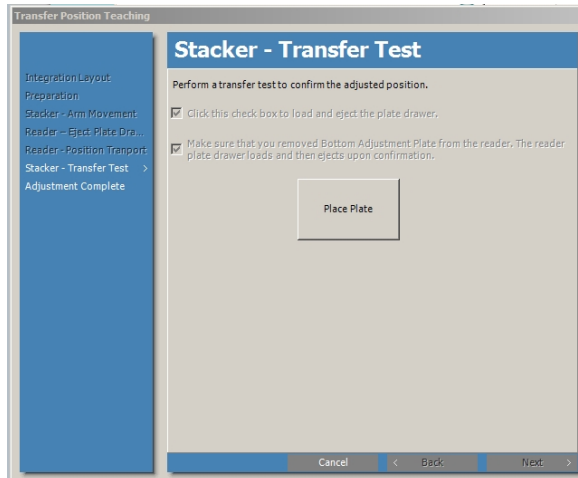 Transfer Position Teaching
Stacker - Transfer Test
Integration Layout
Preparation
Stacker - Arm Movement
Reader – Eject Plate Dra...
Reader - Position Tranport
Stacker - Transfer Test >
Adjustment Complete
Perform a transfer test to confirm the adjusted position.
Click this check box to load and eject the plate drawer.
Make sure that you removed Bottom Adjustment Plate from the reader. The reader
plate drawer loads and then ejects upon confirmation.
Place Plate
Cancel
< Back
Next >